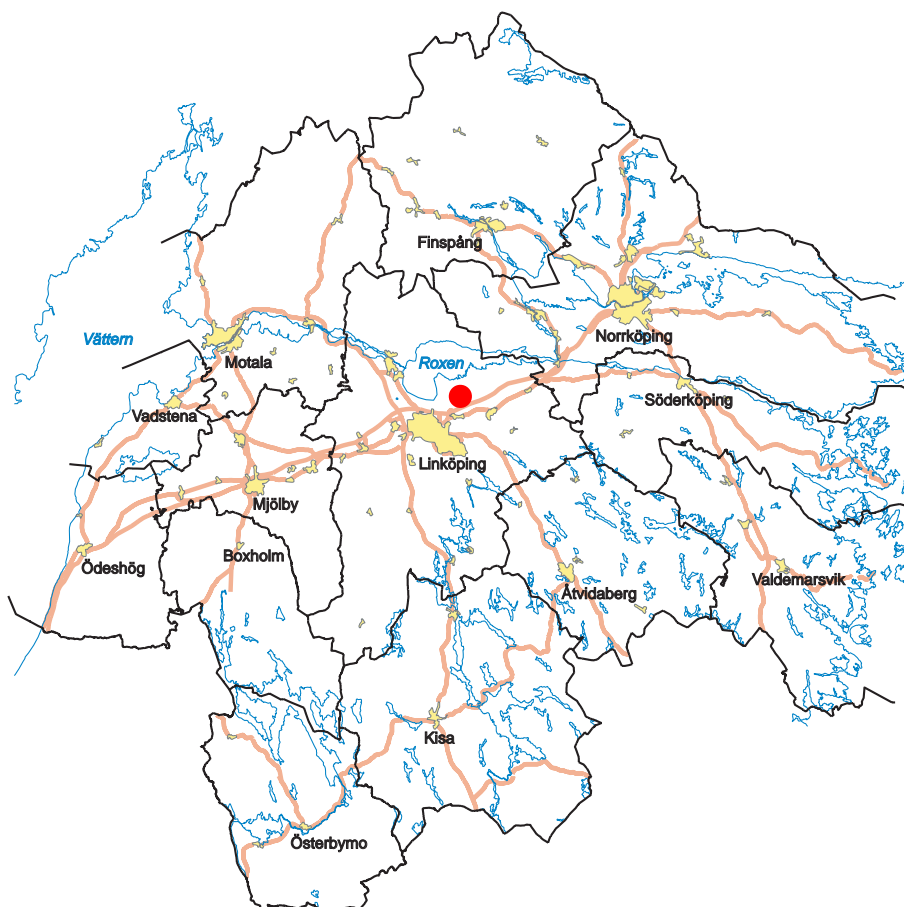 Finspång
Norrköping
Vättern
Motala
Roxen
Vadstena
Söderköping
Linköping
Mjölby
Boxholm
Ödeshög
Åtvidaberg
Valdemarsvik
Kisa
Österbymo